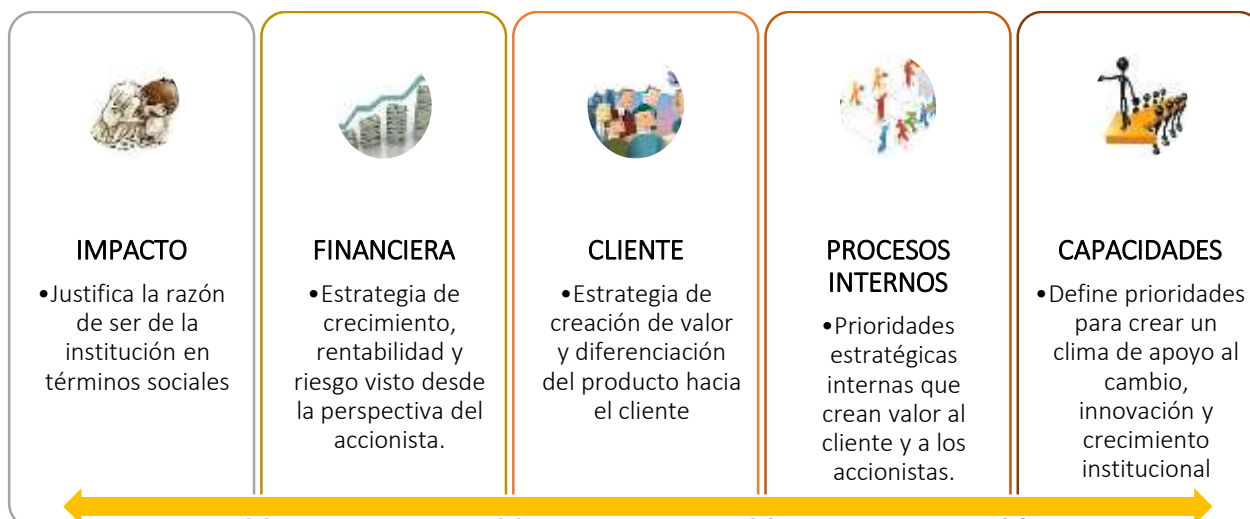 IMPACTO
•Justifica la razón
de ser de la
institución en
términos sociales
FINANCIERA
•Estrategia de
crecimiento,
rentabilidad y
riesgo visto desde
la perspectiva del
accionista.
CLIENTE
•Estrategia de
creación de valor
y diferenciación
del producto hacia
el cliente
PROCESOS
INTERNOS
•Prioridades
estratégicas
internas que
crean valor al
cliente y a los
accionistas.
CAPACIDADES
•Define prioridades
para crear un
clima de apoyo al
cambio,
innovación y
crecimiento
institucional